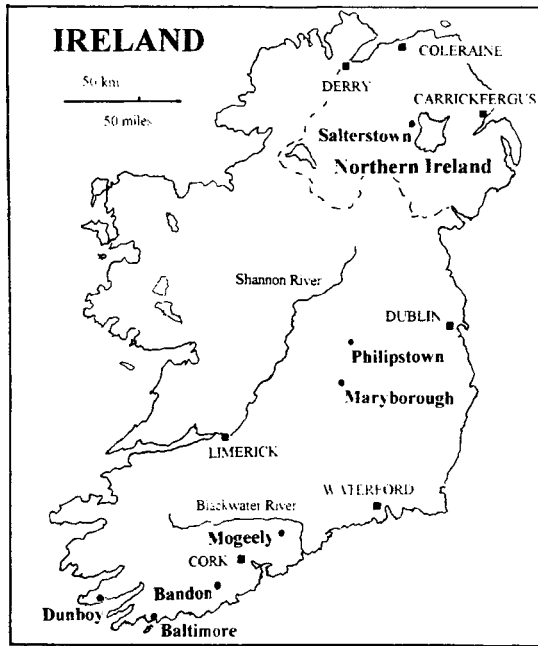 IRELAND
COLERAINE
50 km
DERRY
CARRICKFERGUS
50 miles
Salterstown
Northern Ireland
Shannon River
DUBLIN
Philipstown
Maryborough
LIMERICK
WATERFORD
Blackwater River
Mogeely
CORK
Bandon
Dunboy
Baltimore